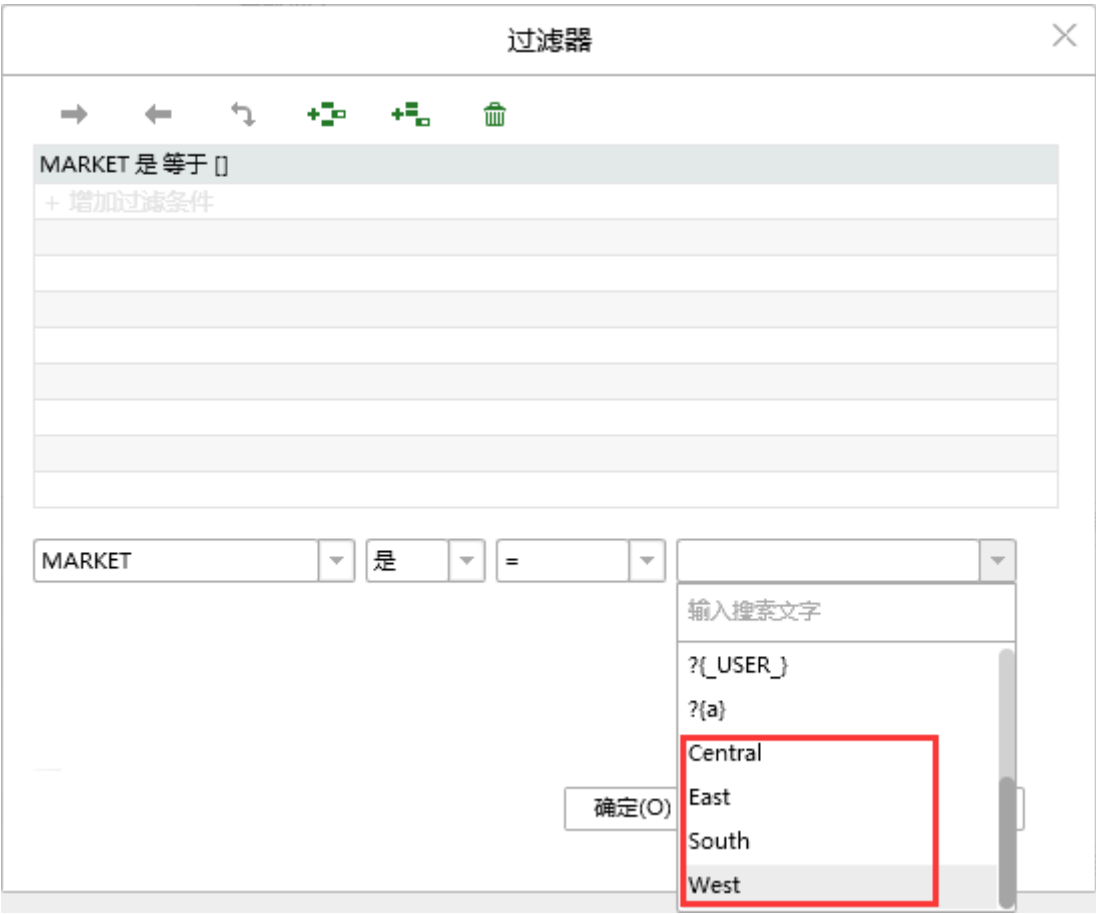 过滤器
MARKET 是 等于 []
+ 增加过滤条件
MARKET 是 =
输入搜索文字
?{_USER_}
?{a}
Central
East
South
West
确定(O)